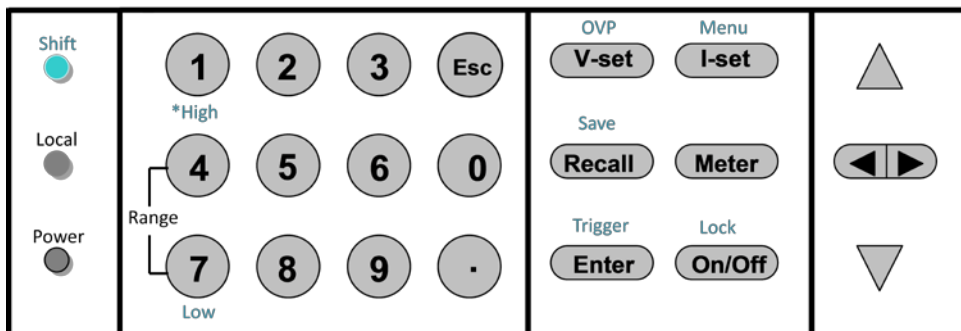 Shift
Local
Power
1 2 3 Esc
*High
4 5 6 0
Range
7 8 9 .
Low
OVP Menu
V-set I-set
Save
Recall Meter
Trigger Lock
Enter On/Off